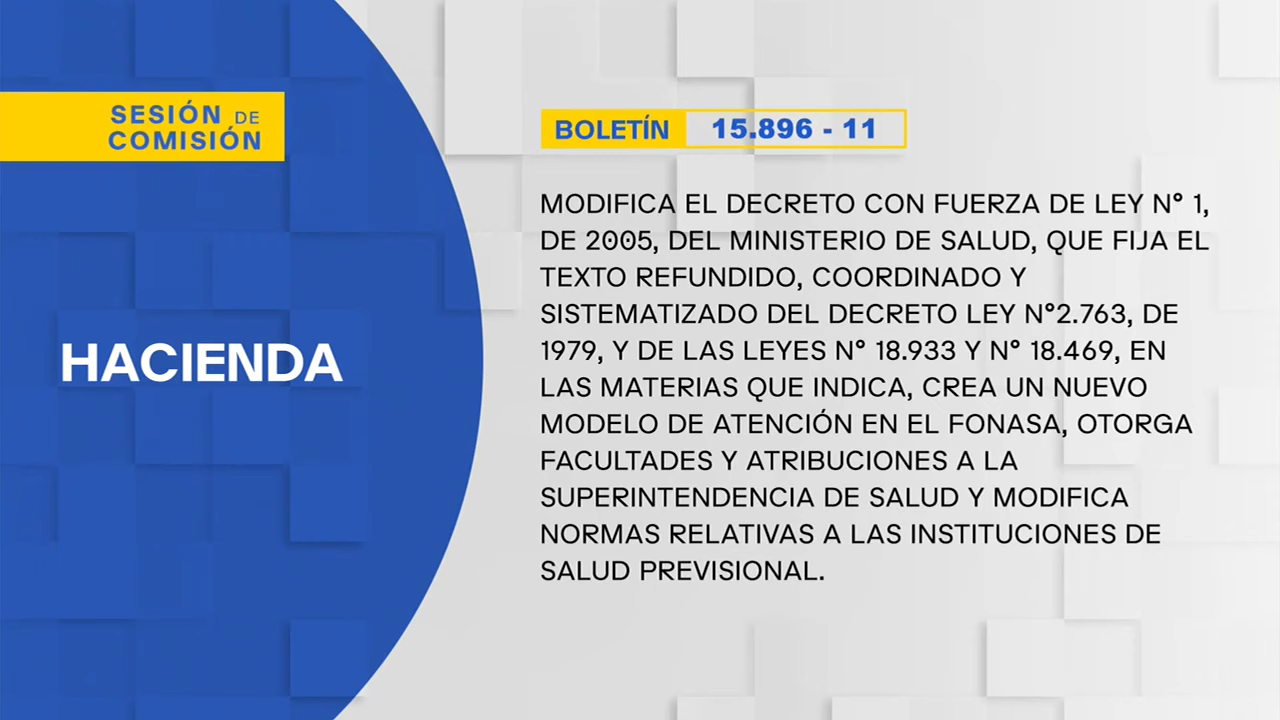 SESIÓN DE
COMISIÓN
HACIENDA
BOLETÍN 15.896 - 11
MODIFICA EL DECRETO CON FUERZA DE LEY N° 1,
DE 2005, DEL MINISTERIO DE SALUD, QUE FIJA EL
TEXTO REFUNDIDO, COORDINADO Y
SISTEMATIZADO DEL DECRETO LEY N°2.763, DE
1979, Y DE LAS LEYES N° 18.933 Y N° 18.469, EN
LAS MATERIAS QUE INDICA, CREA UN NUEVO
MODELO DE ATENCIÓN EN EL FONASA, OTORGA
FACULTADES Y ATRIBUCIONES A LA
SUPERINTENDENCIA DE SALUD Y MODIFICA
NORMAS RELATIVAS A LAS INSTITUCIONES DE
SALUD PREVISIONAL.